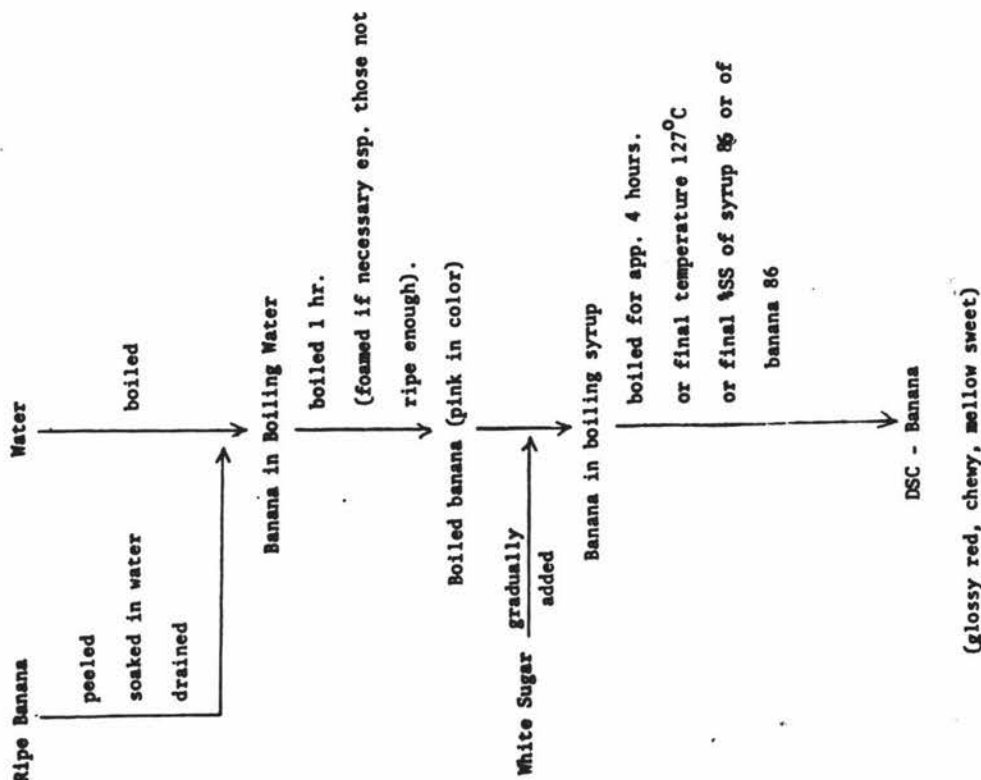 Ripe Banana
Water
peeled
soaked in water
drained
boiled
Banana in Boiling Water
boiled 1 hr.
(foamed if necessary esp. those not
ripe enough).
Boiled banana (pink in color)
White Sugar gradually
added
Banana in boiling syrup
boiled for app. 4 hours.
or final temperature 127°C
or final %SS of syrup 86 or of
banana 86
DSC - Banana
(glossy red, chewy, mellow sweet)